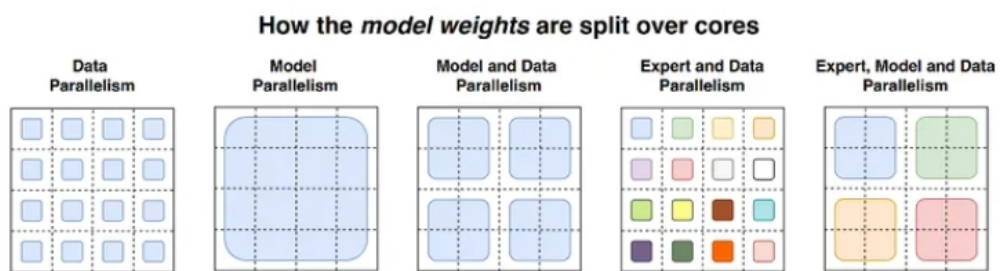 How the model weights are split over cores
Data
Parallelism
Model
Parallelism
Model and Data
Parallelism
Expert and Data
Parallelism
Expert, Model and Data
Parallelism